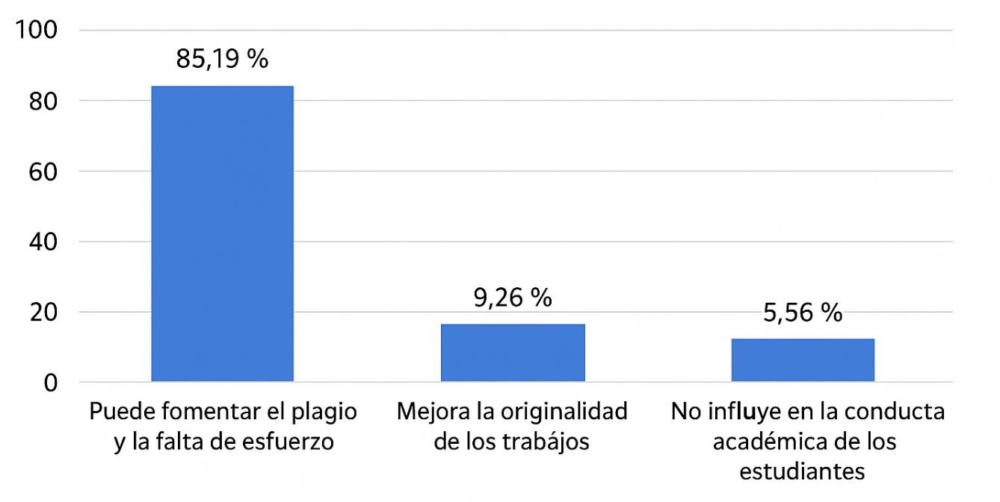 100
85,19 %
80
60
40
9,26 %
20
5,56 %
0
Puede fomentar el plagio
y la falta de esfuerzo
Mejora la originalidad
de los trabájos
No influye en la conducta
académica de los
estudiantes